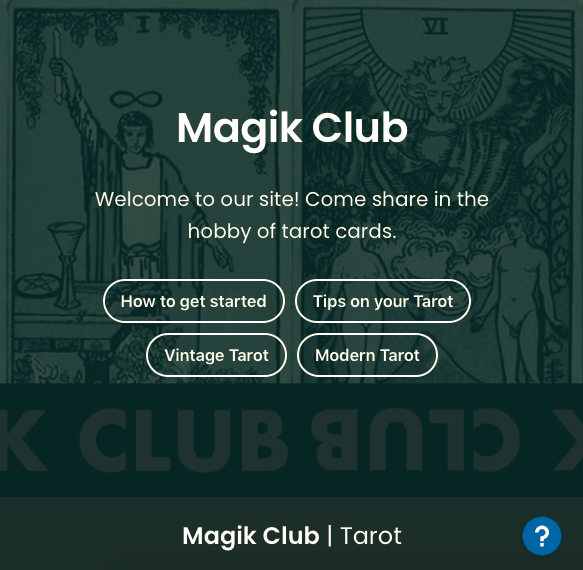 I
VI
Magik Club
Welcome to our site! Come share in the
hobby of tarot cards.
How to get started
Tips on your Tarot
Vintage Tarot
Modern Tarot
K CLUB CLUB
Magik Club | Tarot
?